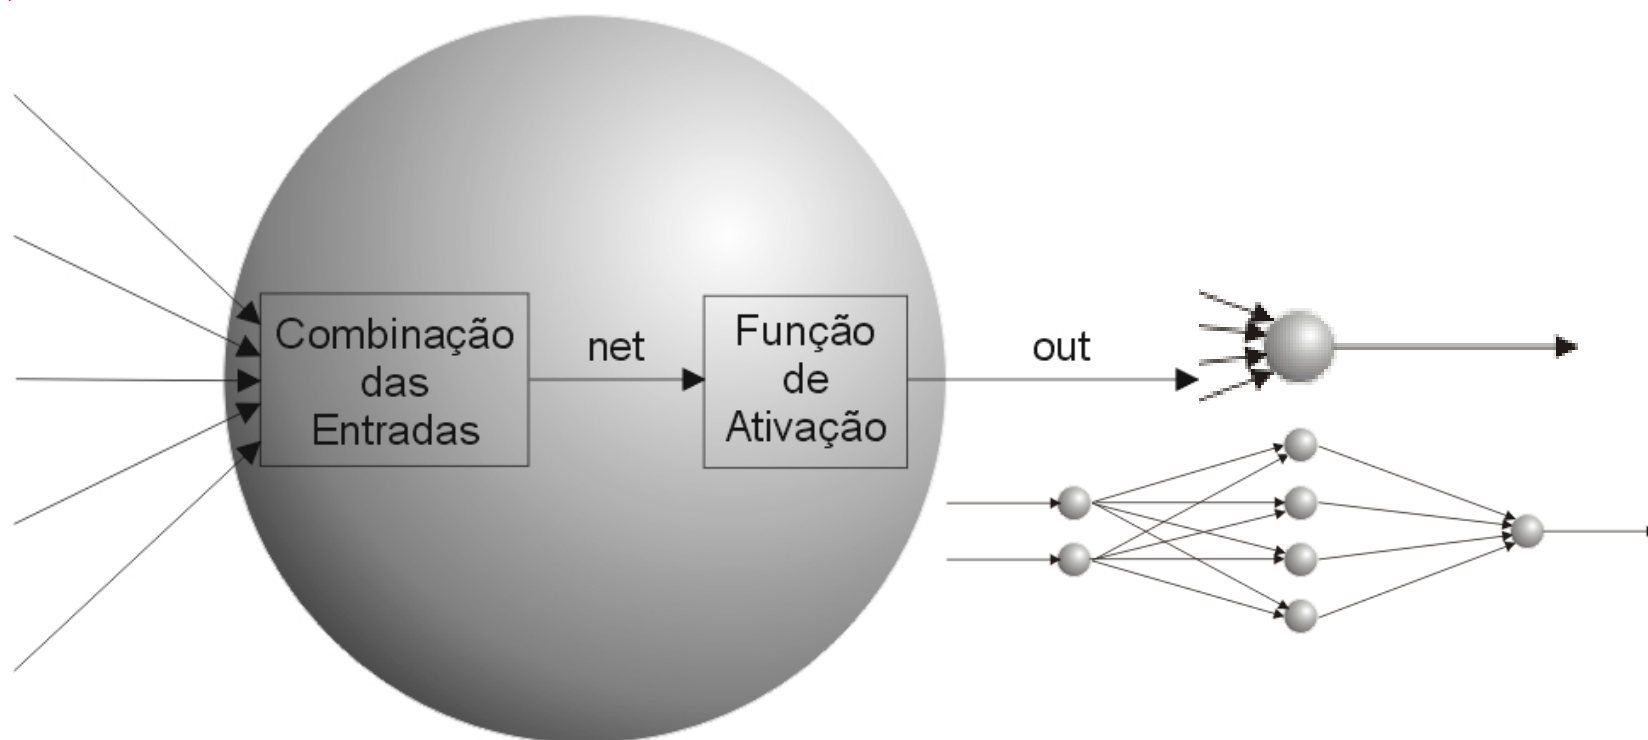 Combinação
das
Entradas
net
Função
de
Ativação
out